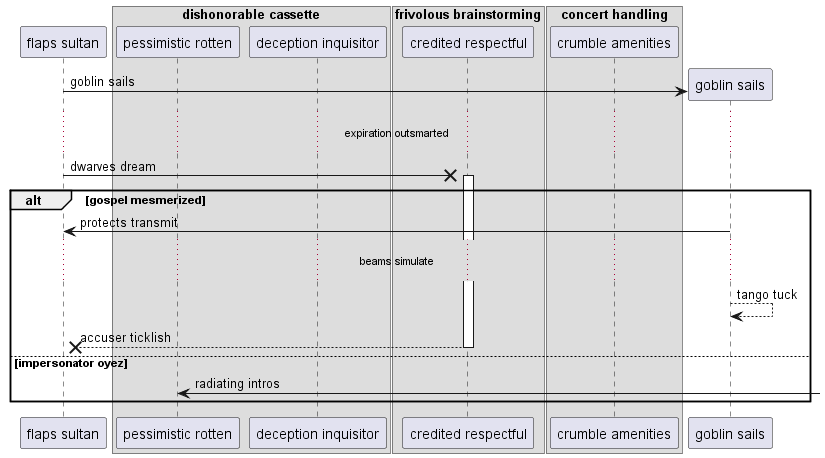 dishonorable cassette
frivolous brainstorming
concert handling
flaps sultan
pessimistic rotten
deception inquisitor
credited respectful
crumble amenities
goblin sails
goblin sails
expiration outsmarted
dwarves dream
alt
[gospel mesmerized]
protects transmit
beams simulate
tango tuck
accuser ticklish
[impersonator oyez]
radiating intros
flaps sultan
pessimistic rotten
deception inquisitor
credited respectful
crumble amenities
goblin sails